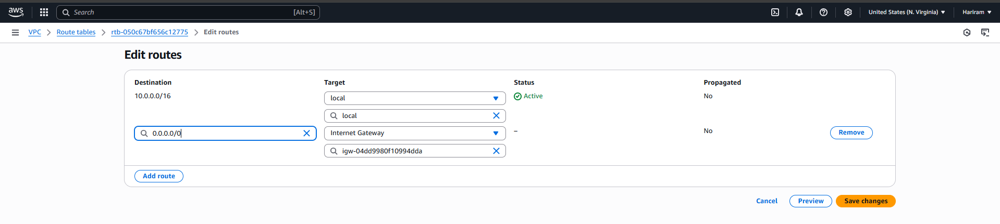 aws
Search [Alt+S]
United States (N. Virginia) Hariram
VPC Route tables rtb-050c67bf656c12775 Edit routes
Edit routes
Destination Target Status Propagated
10.0.0.0/16 local Active No
local
0.0.0.0/0 Internet Gateway – No Remove
igw-04dd9980f10994dda
Add route
Cancel Preview Save changes